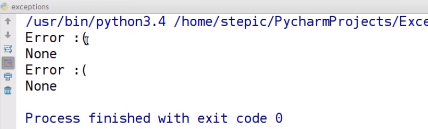 exceptions
/usr/bin/python3.4 /home/stepic/PycharmProjects/Exce
Error :(
None
Error :(
None
Process finished with exit code 0